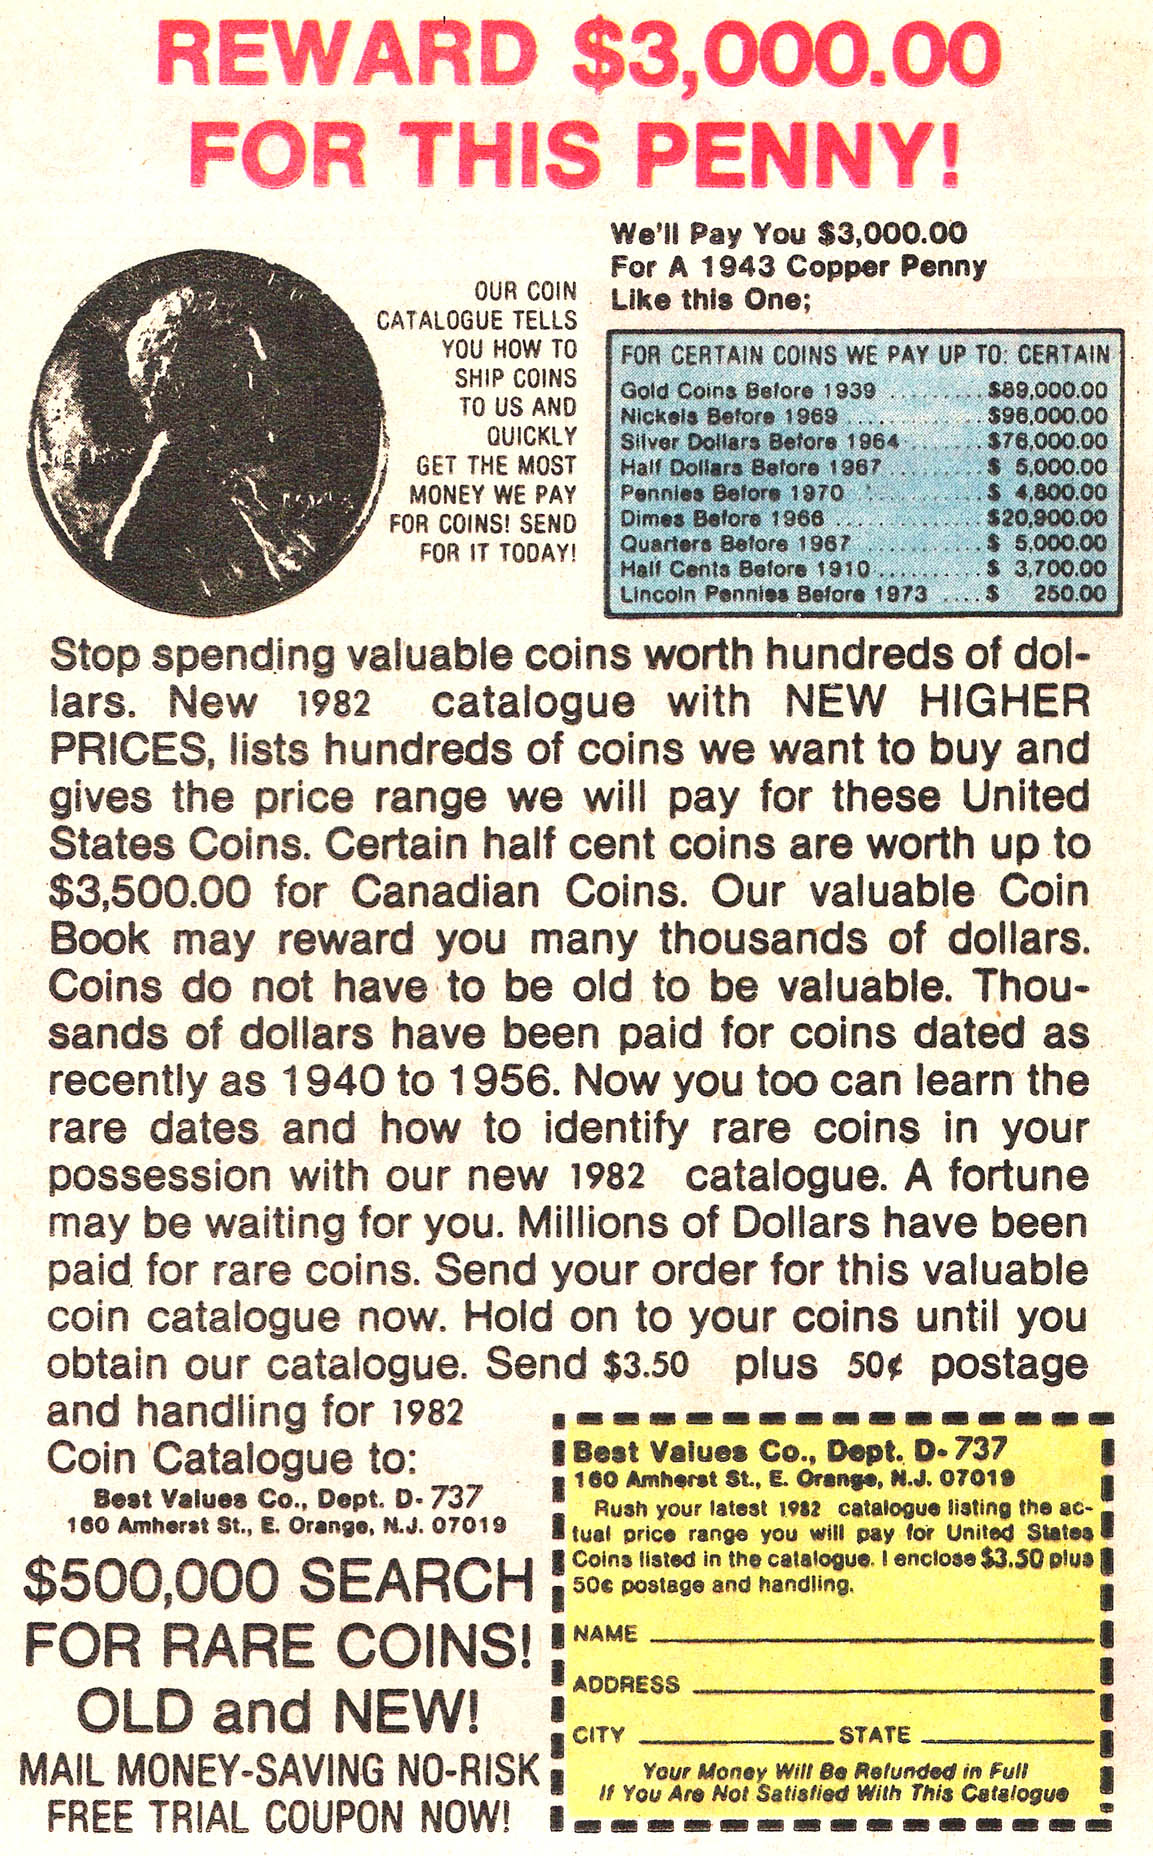 REWARD $3,000.00
FOR THIS PENNY!
OUR COIN
CATALOGUE TELLS
YOU HOW TO
SHIP COINS
TO US AND
QUICKLY
GET THE MOST
MONEY WE PAY
FOR COINS! SEND
FOR IT TODAY!
We'll Pay You $3,000.00
For A 1943 Copper Penny
Like this One;
FOR CERTAIN COINS WE PAY UP TO: CERTAIN
Gold Coins Before 1939 ......... $89,000.00
Nickels Before 1969 ............. $96,000.00
Silver Dollars Before 1964 ....... $76,000.00
Half Dollars Before 1967 ......... $ 5,000.00
Pennies Before 1970 ........... $ 4,800.00
Dimes Before 1966 ............. $20,900.00
Quarters Before 1967 ........... $ 5,000.00
Half Cents Before 1910 .......... $ 3,700.00
Lincoln Pennies Before 1973 .... $ 250.00
Stop spending valuable coins worth hundreds of dol-
lars. New 1982 catalogue with NEW HIGHER
PRICES, lists hundreds of coins we want to buy and
gives the price range we will pay for these United
States Coins. Certain half cent coins are worth up to
$3,500.00 for Canadian Coins. Our valuable Coin
Book may reward you many thousands of dollars.
Coins do not have to be old to be valuable. Thou-
sands of dollars have been paid for coins dated as
recently as 1940 to 1956. Now you too can learn the
rare dates and how to identify rare coins in your
possession with our new 1982 catalogue. A fortune
may be waiting for you. Millions of Dollars have been
paid for rare coins. Send your order for this valuable
coin catalogue now. Hold on to your coins until you
obtain our catalogue. Send $3.50 plus 50¢ postage
and handling for 1982
Coin Catalogue to:
Best Values Co., Dept. D-737
160 Amherst St., E. Orange, N.J. 07019
$500,000 SEARCH
FOR RARE COINS!
OLD and NEW!
MAIL MONEY-SAVING NO-RISK
FREE TRIAL COUPON NOW!
Best Values Co., Dept. D-737
160 Amherst St., E. Orange, N.J. 07019
Rush your latest 1982 catalogue listing the ac-
tual price range you will pay for United States
Coins listed in the catalogue. I enclose $3.50 plus
50¢ postage and handling.
NAME
ADDRESS
CITY STATE
Your Money Will Be Refunded in Full
If You Are Not Satisfied With This Catalogue